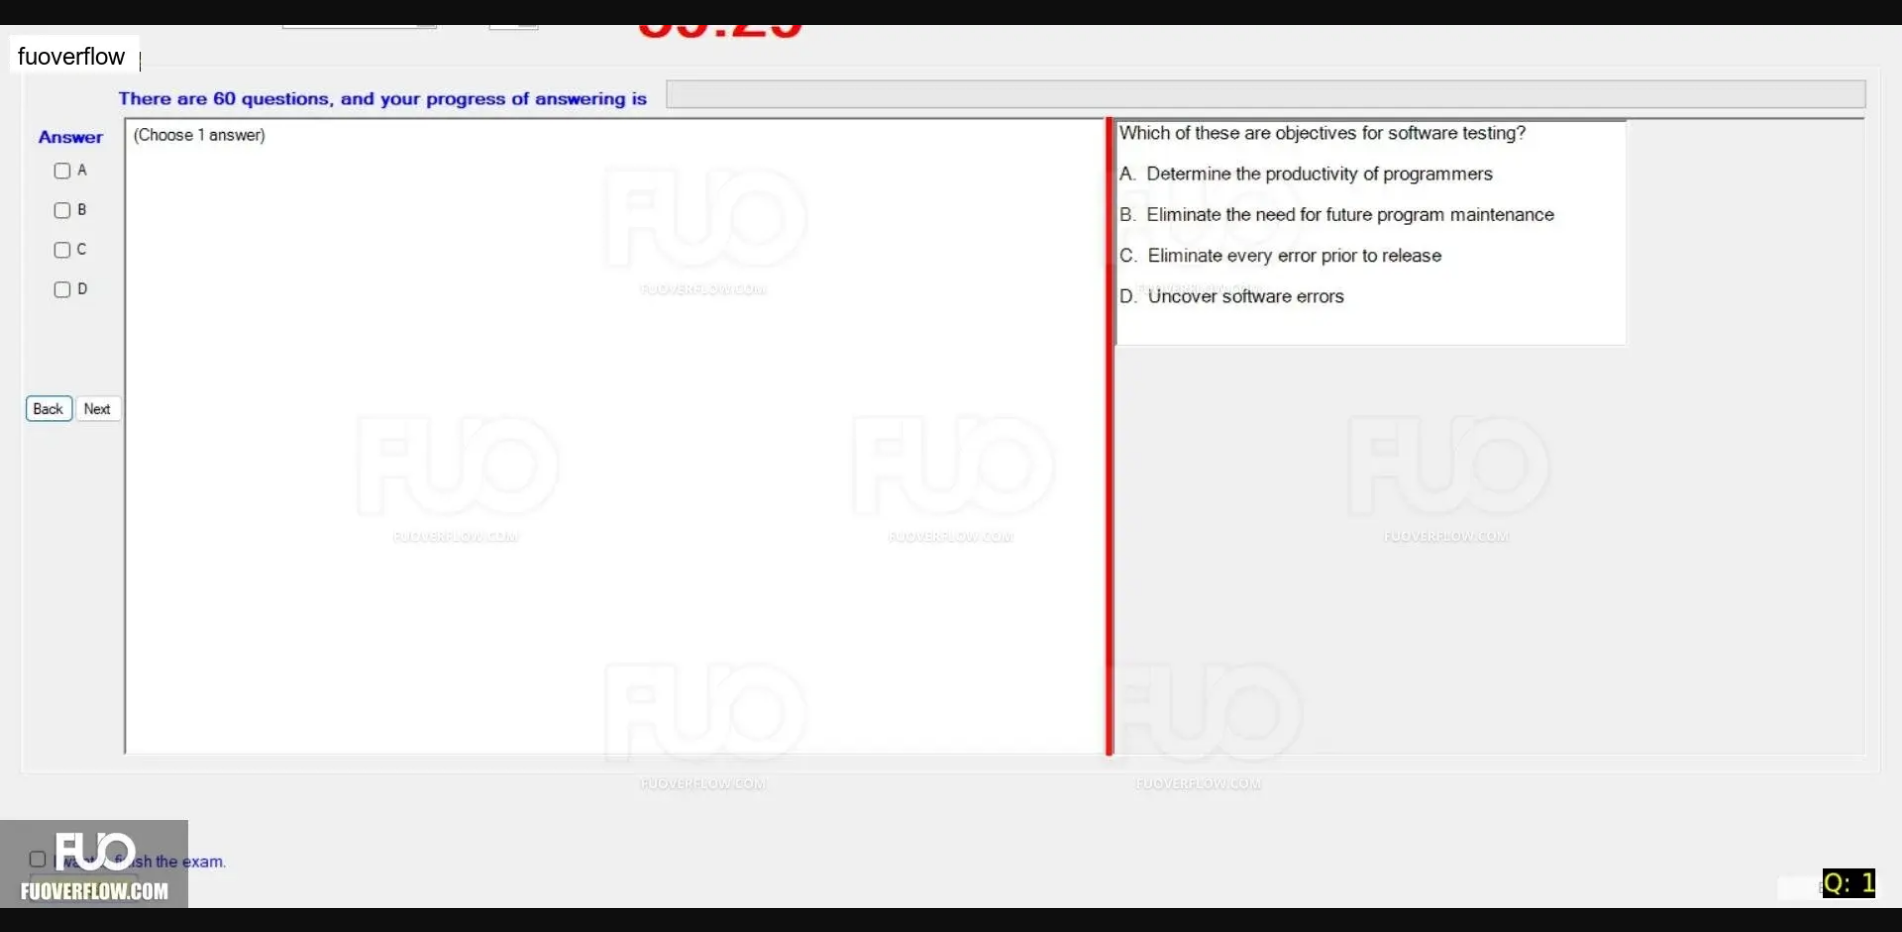 fuoverflow
There are 60 questions, and your progress of answering is
Answer
(Choose 1 answer)
A
B
C
D
Back Next
Which of these are objectives for software testing?
A. Determine the productivity of programmers
B. Eliminate the need for future program maintenance
C. Eliminate every error prior to release
D. Uncover software errors
FUO
FUOVERFLOW.COM
FUO
FUOVERFLOW.COM
FUO
FUOVERFLOW.COM
FUO
FUOVERFLOW.COM
FUO
FUOVERFLOW.COM
FUO
FUOVERFLOW.COM
FUO
FUOVERFLOW.COM
the exam.
FUO
FUOVERFLOW.COM
Q: 1